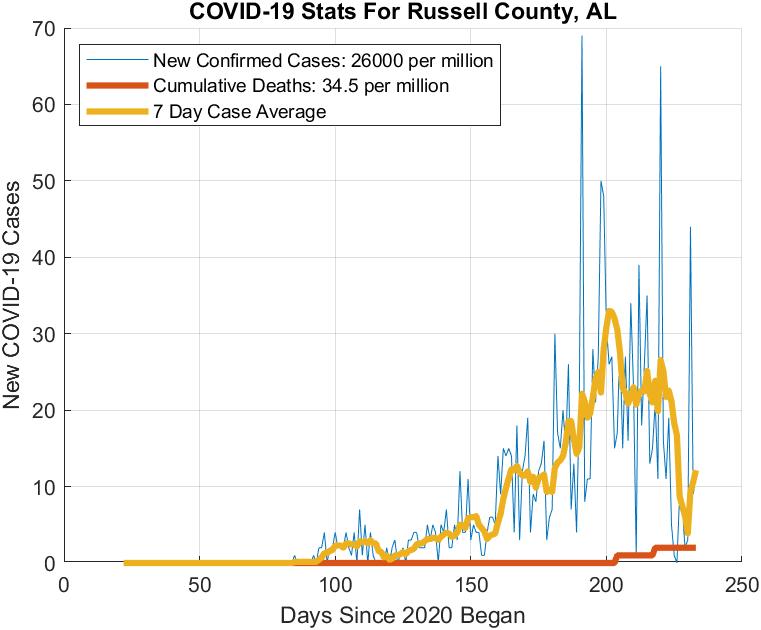 COVID-19 Stats For Russell County, AL
New Confirmed Cases: 26000 per million
Cumulative Deaths: 34.5 per million
7 Day Case Average
New COVID-19 Cases
70
60
50
40
30
20
10
0
0 50 100 150 200 250
Days Since 2020 Began